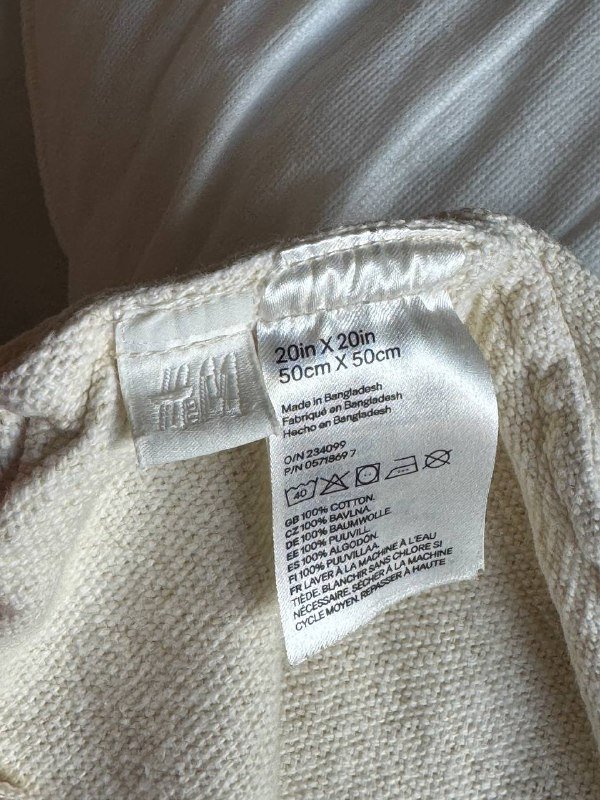 H&M
HOME
20in X 20in
50cm X 50cm
Made in Bangladesh
Fabriqué en Bangladesh
Hecho en Bangladesh
O/N 234099
P/N 0571869 7
40
GB 100% COTTON.
CZ 100% BAVLNA.
DE 100% BAUMWOLLE.
EE 100% PUUVILL.
ES 100% ALGODÓN.
FI 100% PUUVILLAA.
FR LAVER À LA MACHINE À L'EAU
TIÈDE. BLANCHIR SANS CHLORE SI
NÉCESSAIRE. SÉCHER À LA MACHINE
CYCLE MOYEN. REPASSER À HAUTE